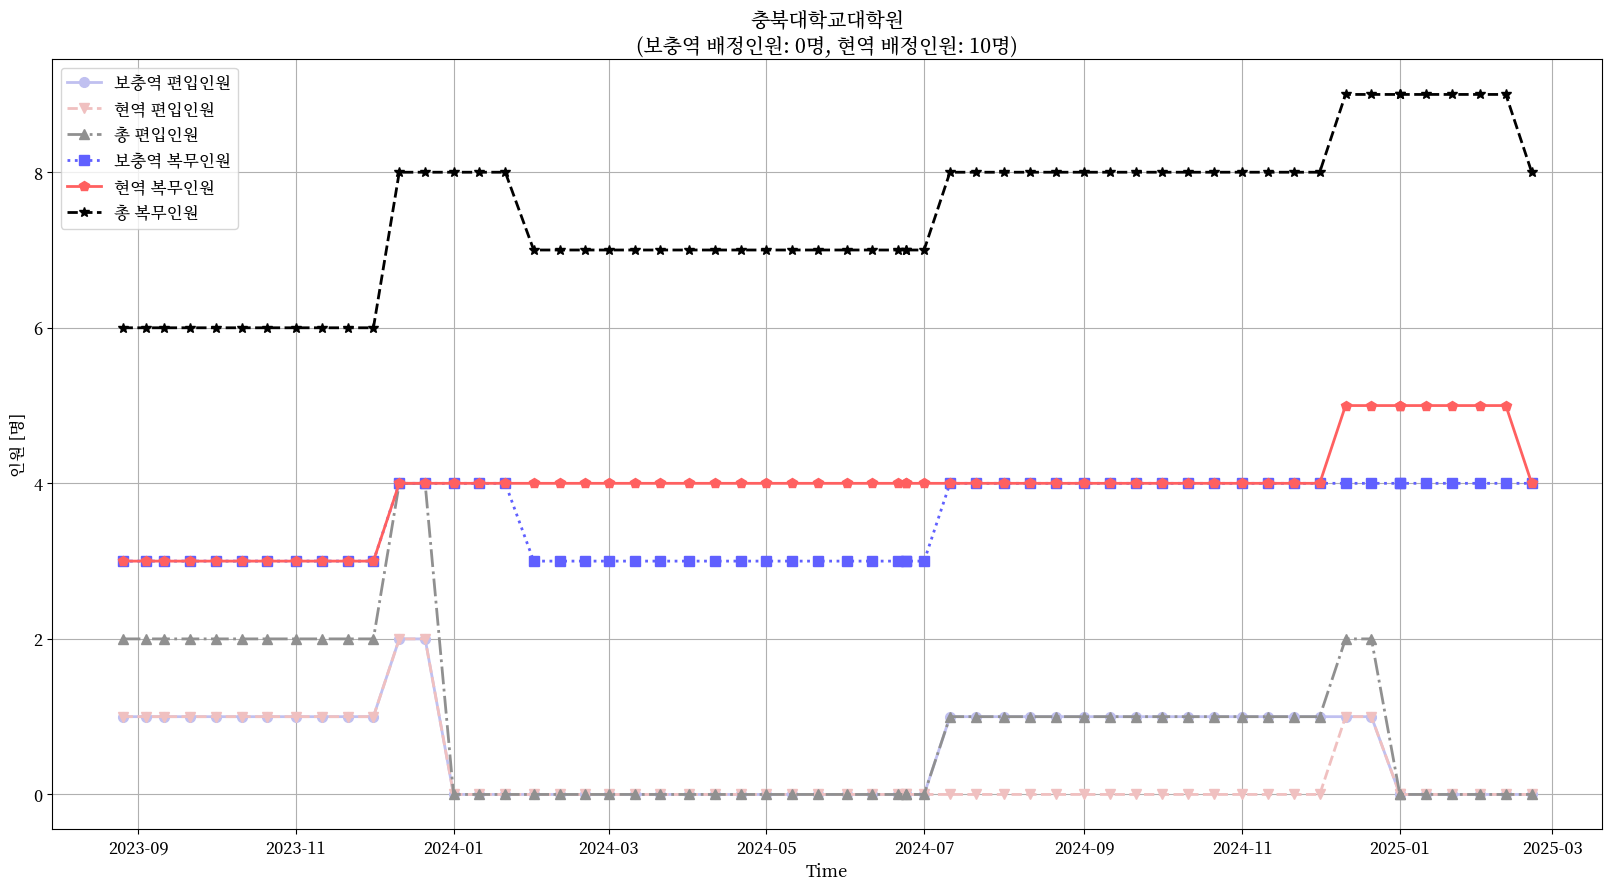 충북대학교대학원
(보충역 배정인원: 0명, 현역 배정인원: 10명)
보충역 편입인원
현역 편입인원
총 편입인원
보충역 복무인원
현역 복무인원
총 복무인원
인원 [명]
8
6
4
2
0
2023-09
2023-11
2024-01
2024-03
2024-05
2024-07
2024-09
2024-11
2025-01
2025-03
Time